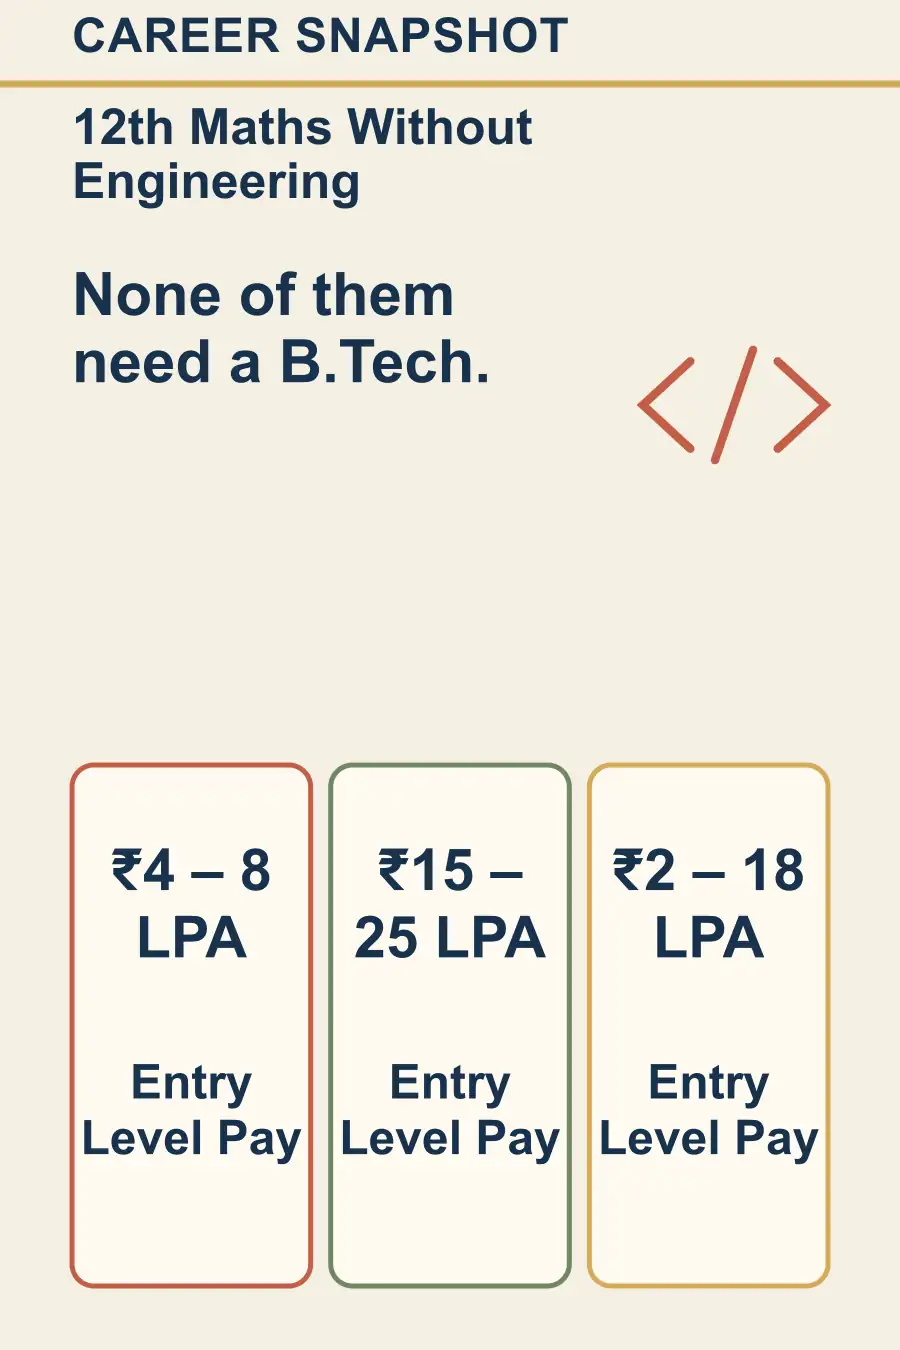 CAREER SNAPSHOT
12th Maths Without
Engineering
None of them
need a B.Tech.
</>
₹4 – 8
LPA
Entry
Level Pay
₹15 –
25 LPA
Entry
Level Pay
₹2 – 18
LPA
Entry
Level Pay